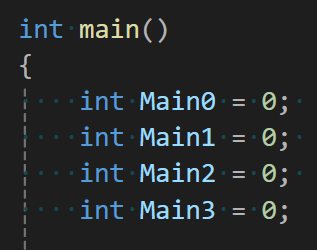 int main()
{
    int Main0 = 0;
    int Main1 = 0;
    int Main2 = 0;
    int Main3 = 0;